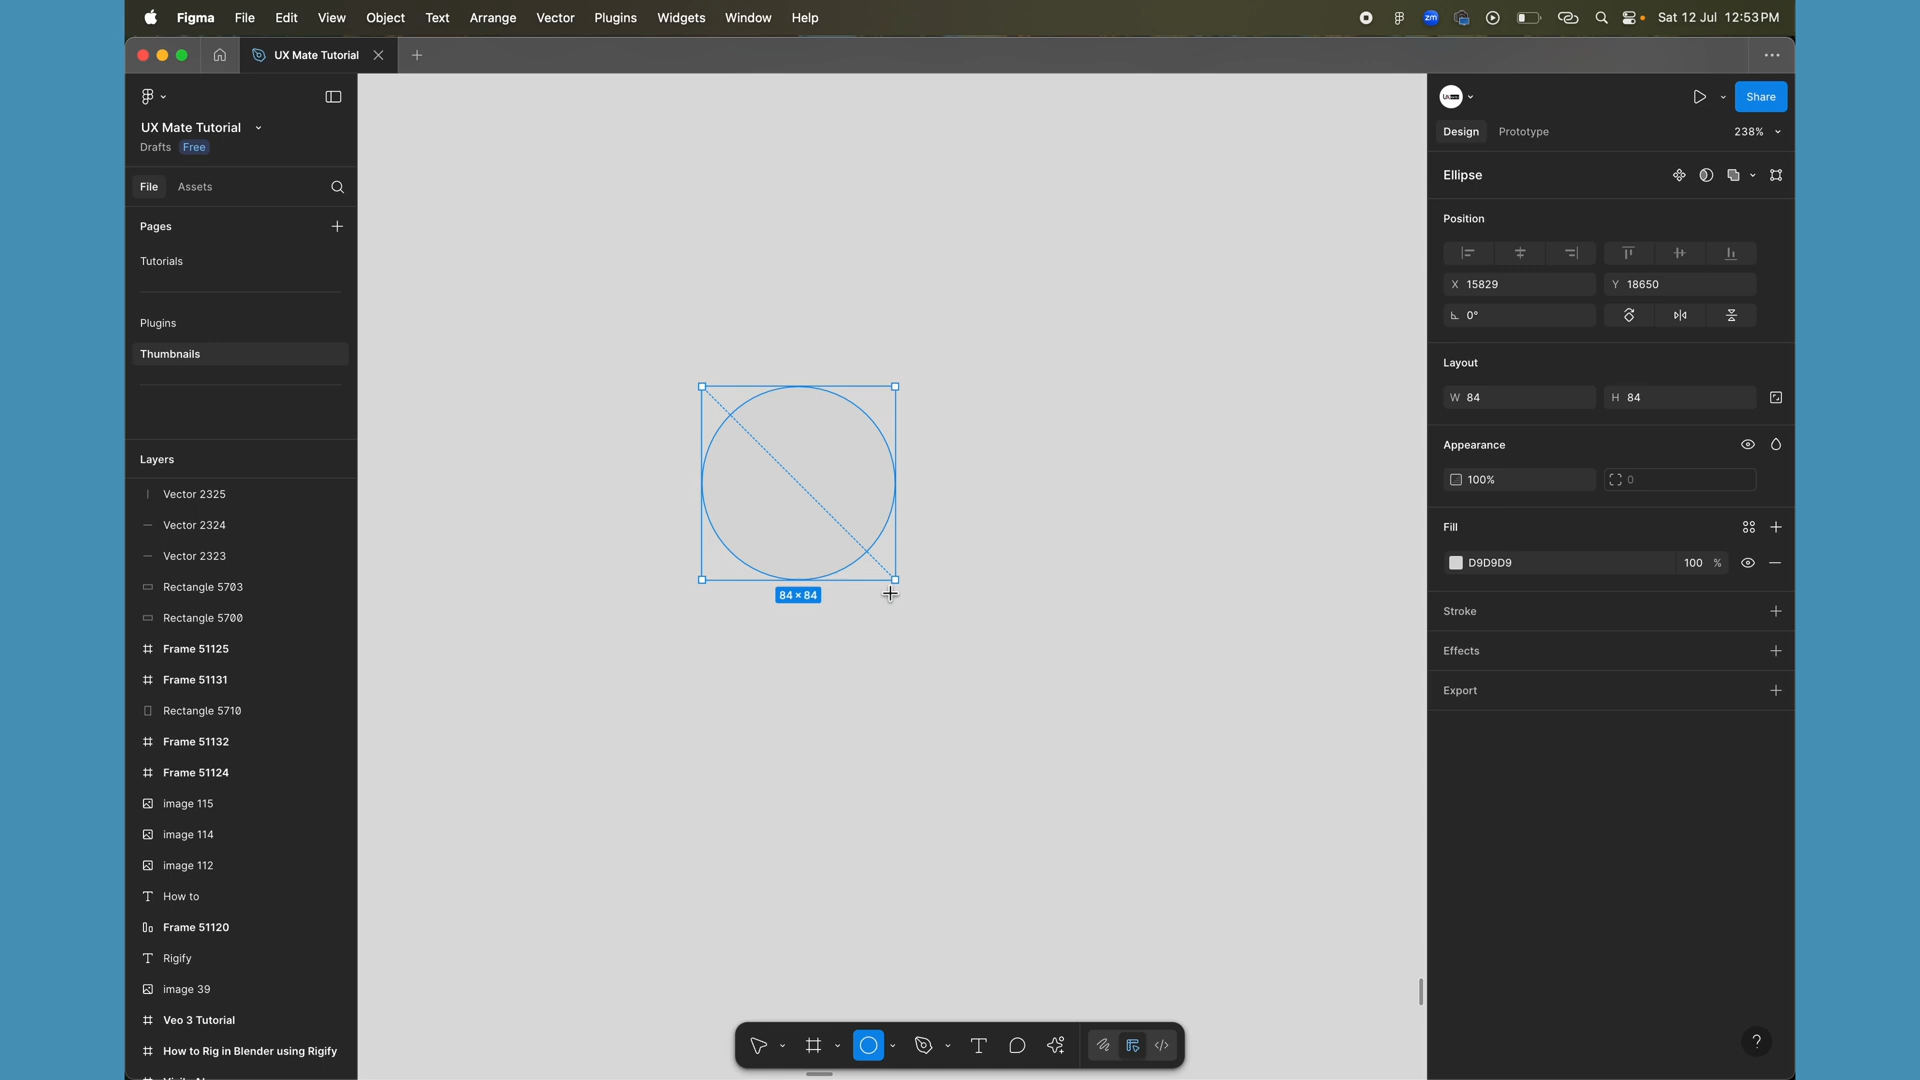 Figma File Edit View Object Text Arrange Vector Plugins Widgets Window Help zm Sat 12 Jul 12:53 PM
UX Mate Tutorial
UX Mate Tutorial
Drafts Free
File Assets
Pages
Tutorials
Plugins
Thumbnails
Layers
Vector 2325
Vector 2324
Vector 2323
Rectangle 5703
Rectangle 5700
Frame 51125
Frame 51131
Rectangle 5710
Frame 51132
Frame 51124
image 115
image 114
image 112
How to
Frame 51120
Rigify
image 39
Veo 3 Tutorial
How to Rig in Blender using Rigify
84 × 84
Share
Design Prototype 238%
Ellipse
Position
X 15829 Y 18650
0°
Layout
W 84 H 84
Appearance
100% 0
Fill
D9D9D9 100 %
Stroke
Effects
Export
?